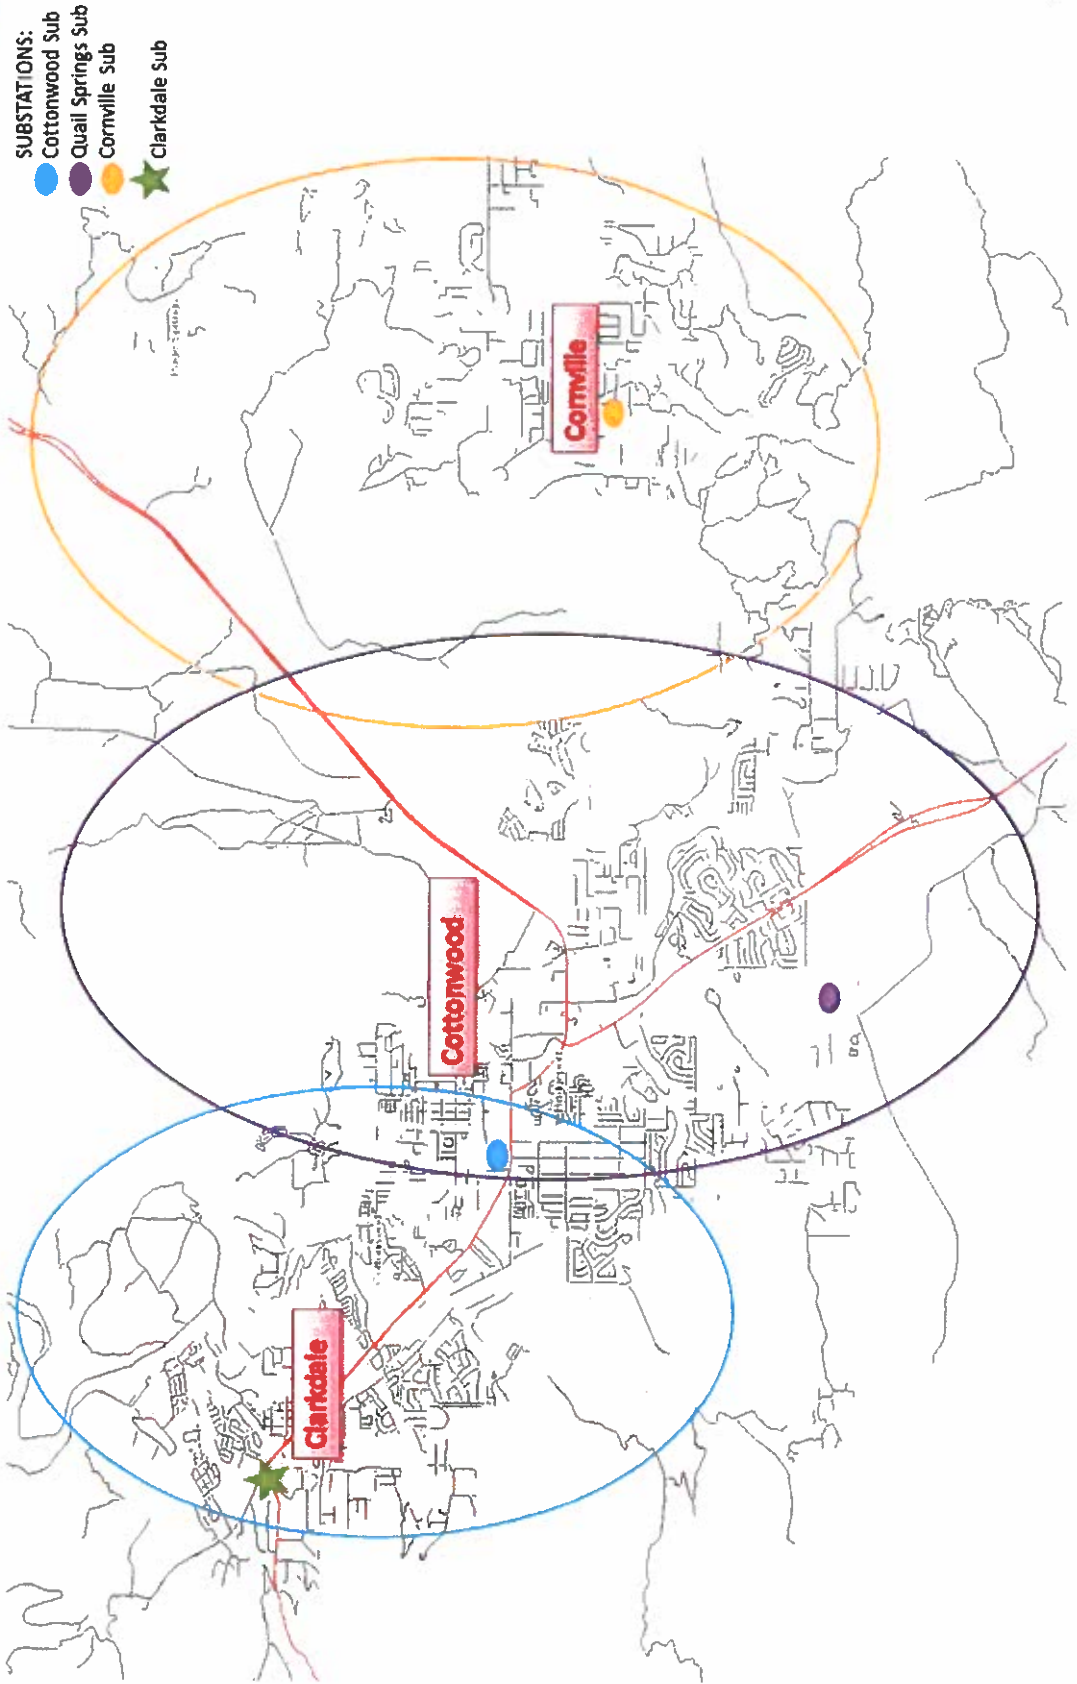 SUBSTATIONS:
Cottonwood Sub
Quail Springs Sub
Cornville Sub
Clarkdale Sub
Clarkdale
Cottonwood
Cornville